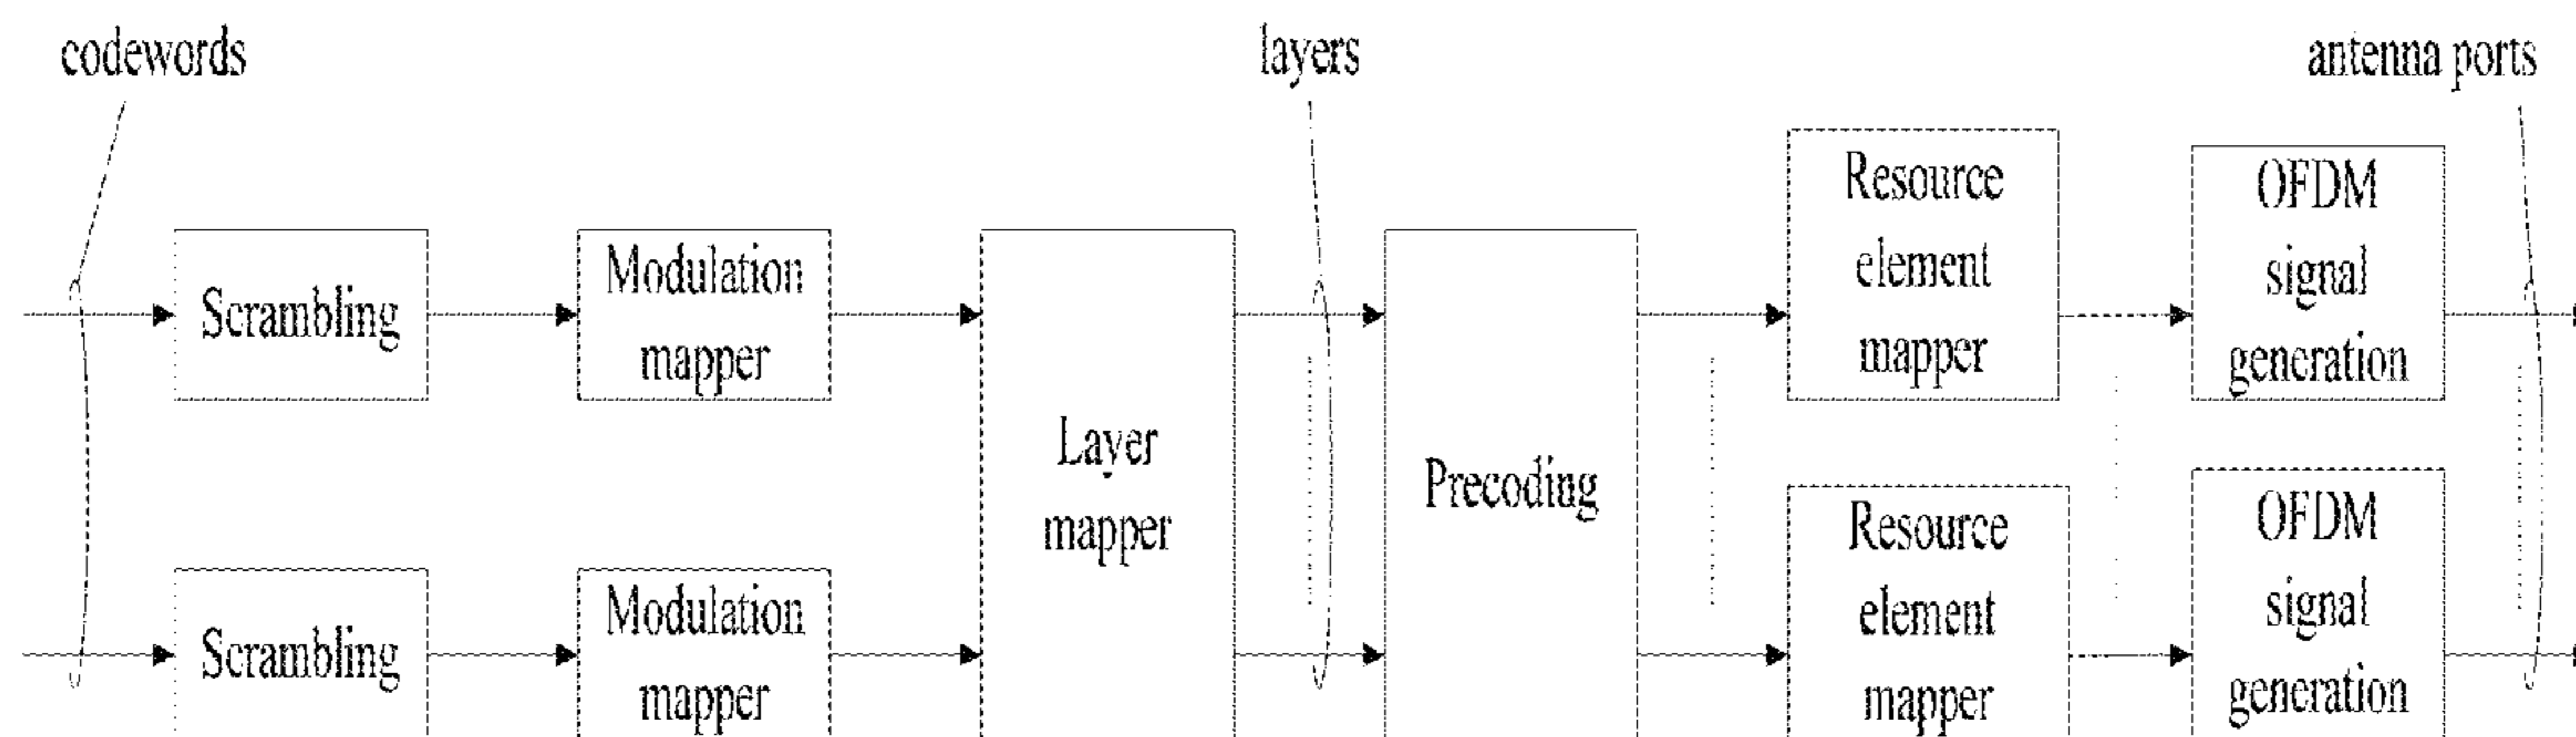 codewords
layers
antenna ports
Scrambling
Modulation
mapper
Layer
mapper
Precoding
Resource
element
mapper
OFDM
signal
generation
Scrambling
Modulation
mapper
Resource
element
mapper
OFDM
signal
generation